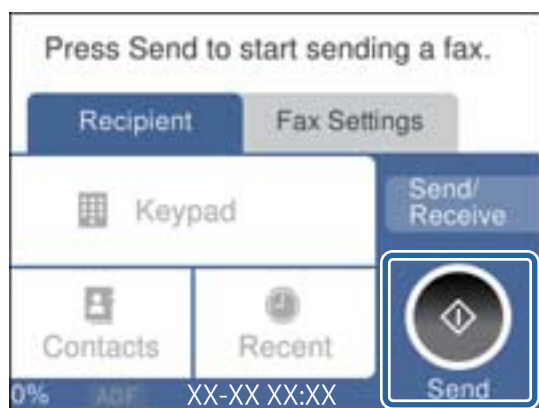 Press Send to start sending a fax.
Recipient
Fax Settings
Keypad
Send/
Receive
Contacts
Recent
Send
0%
ADF
XX-XX XX:XX